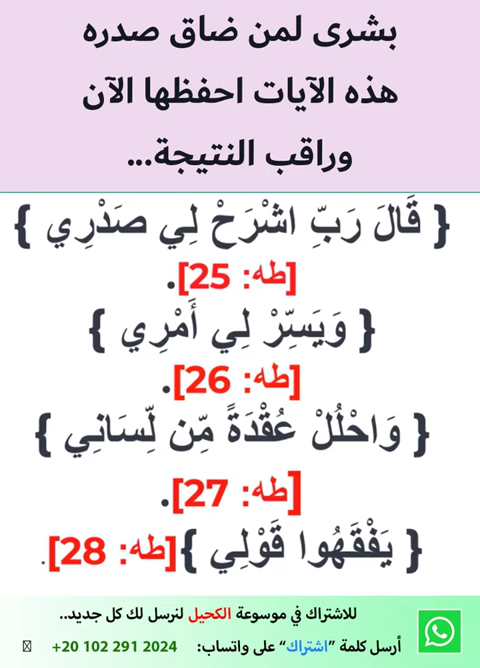 بشرى لمن ضاق صدره
هذه الآيات احفظها الآن
وراقب النتيجة...
{ قَالَ رَبِّ اشْرَحْ لِي صَدْرِي }
[طه: 25].
{ وَيَسِّرْ لِي أَمْرِي }
[طه: 26].
{ وَاحْلُلْ عُقْدَةً مِّن لِّسَانِي }
[طه: 27].
{ يَفْقَهُوا قَوْلِي }[طه: 28].
للاشتراك في موسوعة الكحيل لنرسل لك كل جديد..
أرسل كلمة "اشترك" على واتساب: +20 102 291 2024